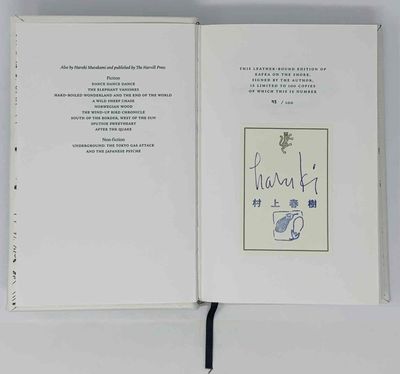 Also by Haruki Murakami and published by The Harvill Press
Fiction
DANCE DANCE DANCE
THE ELEPHANT VANISHES
HARD-BOILED WONDERLAND AND THE END OF THE WORLD
A WILD SHEEP CHASE
NORWEGIAN WOOD
THE WIND-UP BIRD CHRONICLE
SOUTH OF THE BORDER, WEST OF THE SUN
SPUTNIK SWEETHEART
AFTER THE QUAKE
Non-Fiction
UNDERGROUND: THE TOKYO GAS ATTACK
AND THE JAPANESE PSYCHE
THIS LEATHER-BOUND EDITION OF
KAFKA ON THE SHORE,
SIGNED BY THE AUTHOR,
IS LIMITED TO 100 COPIES
OF WHICH THIS IS NUMBER
/ 100
haruki
村上春樹